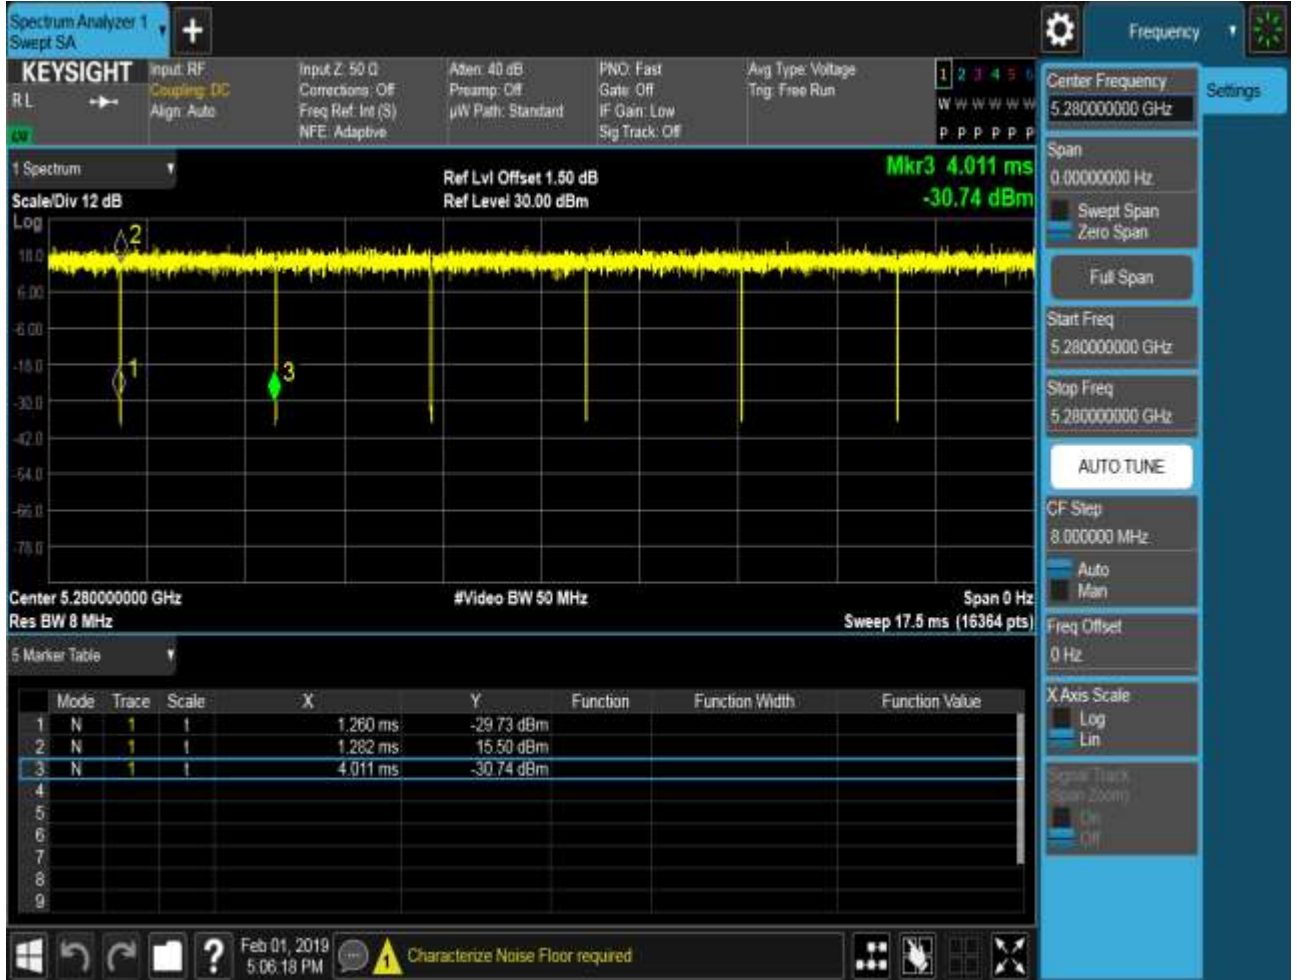 Spectrum Analyzer 1
Swept SA
Frequency
KEYSIGHT
R L
Input: RF
Coupling: DC
Align: Auto
Input Z: 50 Ω
Corrections: Off
Freq Ref: Int (S)
NFE: Adaptive
Atten: 40 dB
Preamp: Off
µW Path: Standard
PNO: Fast
Gate: Off
IF Gain: Low
Sig Track: Off
Avg Type: Voltage
Trig: Free Run
1 2 3 4 5 6
W W W W W W
P P P P P P
1 Spectrum
Scale/Div 12 dB
Log
Ref Lvl Offset 1.50 dB
Ref Level 30.00 dBm
Mkr3 4.011 ms
-30.74 dBm
18.0
6.00
-6.00
-18.0
-30.0
-42.0
-54.0
-66.0
-78.0
2
1
3
Center 5.280000000 GHz
Res BW 8 MHz
#Video BW 50 MHz
Span 0 Hz
Sweep 17.5 ms (16364 pts)
5 Marker Table
Mode Trace Scale X Y Function Function Width Function Value
1 N 1 t 1.260 ms -29.73 dBm
2 N 1 t 1.282 ms 15.50 dBm
3 N 1 t 4.011 ms -30.74 dBm
4
5
6
7
8
9
Center Frequency
5.280000000 GHz
Settings
Span
0.00000000 Hz
Swept Span
Zero Span
Full Span
Start Freq
5.280000000 GHz
Stop Freq
5.280000000 GHz
AUTO TUNE
CF Step
8.000000 MHz
Auto
Man
Freq Offset
0 Hz
X Axis Scale
Log
Lin
Signal Track
(Span Zoom)
On
Off
?
Feb 01, 2019
5:06:18 PM
1
Characterize Noise Floor required